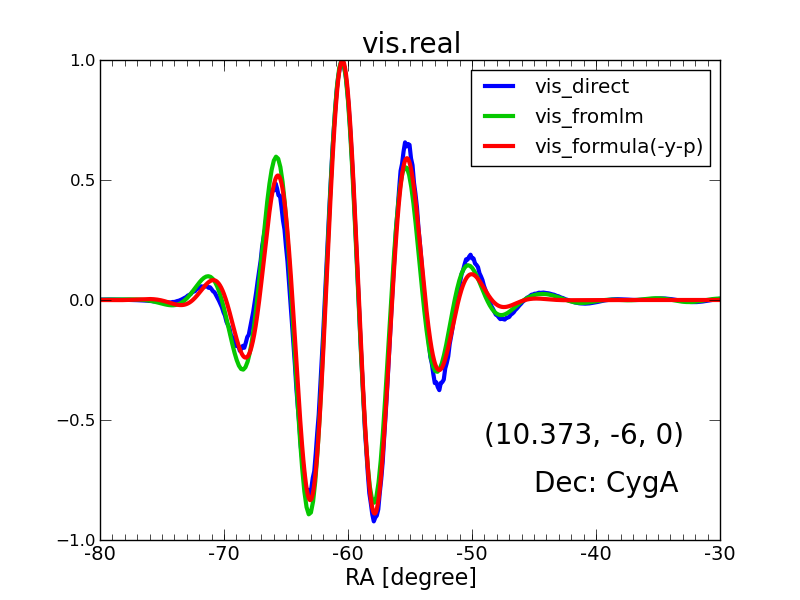 vis.real
vis_direct
vis_fromlm
vis_formula(-y-p)
1.0
0.5
0.0
−0.5
−1.0
(10.373, -6, 0)
Dec: CygA
-80 -70 -60 -50 -40 -30
RA [degree]